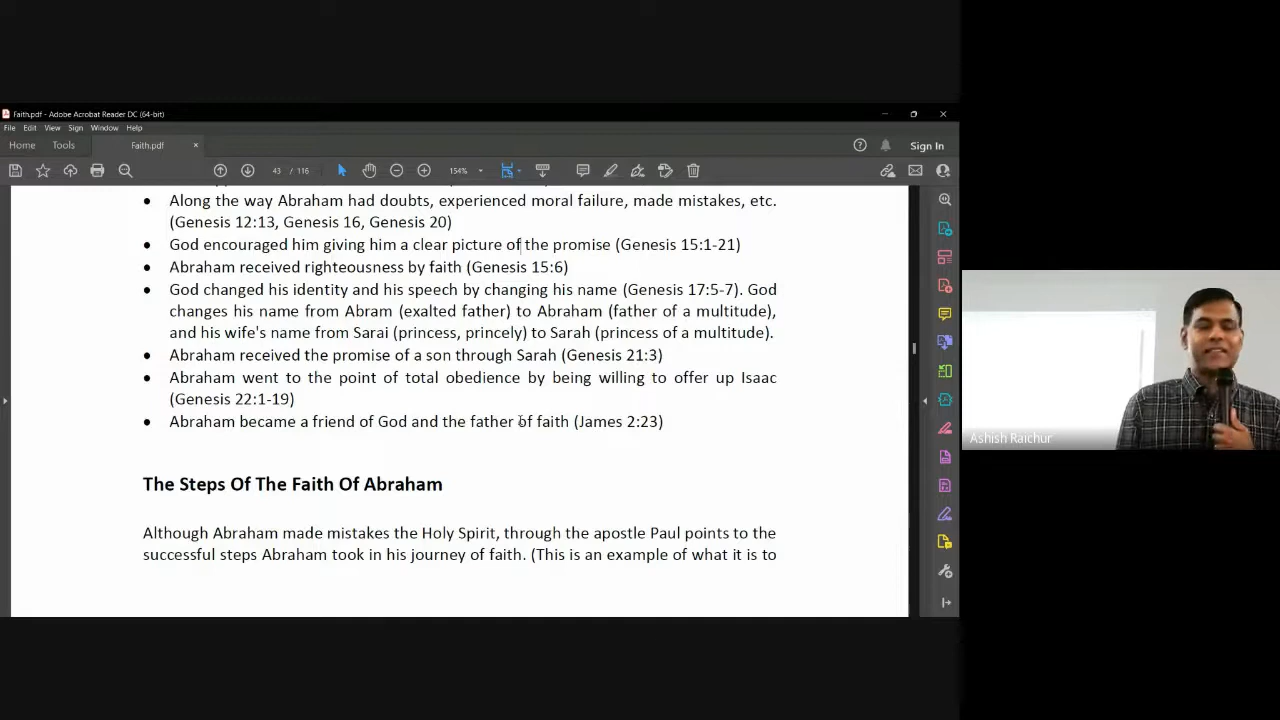 Faith.pdf - Adobe Acrobat Reader DC (64-bit)
File Edit View Sign Window Help
Home Tools Faith.pdf × Sign In
43 / 116 154%
• Along the way Abraham had doubts, experienced moral failure, made mistakes, etc.
(Genesis 12:13, Genesis 16, Genesis 20)
• God encouraged him giving him a clear picture of the promise (Genesis 15:1-21)
• Abraham received righteousness by faith (Genesis 15:6)
• God changed his identity and his speech by changing his name (Genesis 17:5-7). God
changes his name from Abram (exalted father) to Abraham (father of a multitude),
and his wife's name from Sarai (princess, princely) to Sarah (princess of a multitude).
• Abraham received the promise of a son through Sarah (Genesis 21:3)
• Abraham went to the point of total obedience by being willing to offer up Isaac
(Genesis 22:1-19)
• Abraham became a friend of God and the father of faith (James 2:23)
The Steps Of The Faith Of Abraham
Although Abraham made mistakes the Holy Spirit, through the apostle Paul points to the
successful steps Abraham took in his journey of faith. (This is an example of what it is to
Ashish Raichur